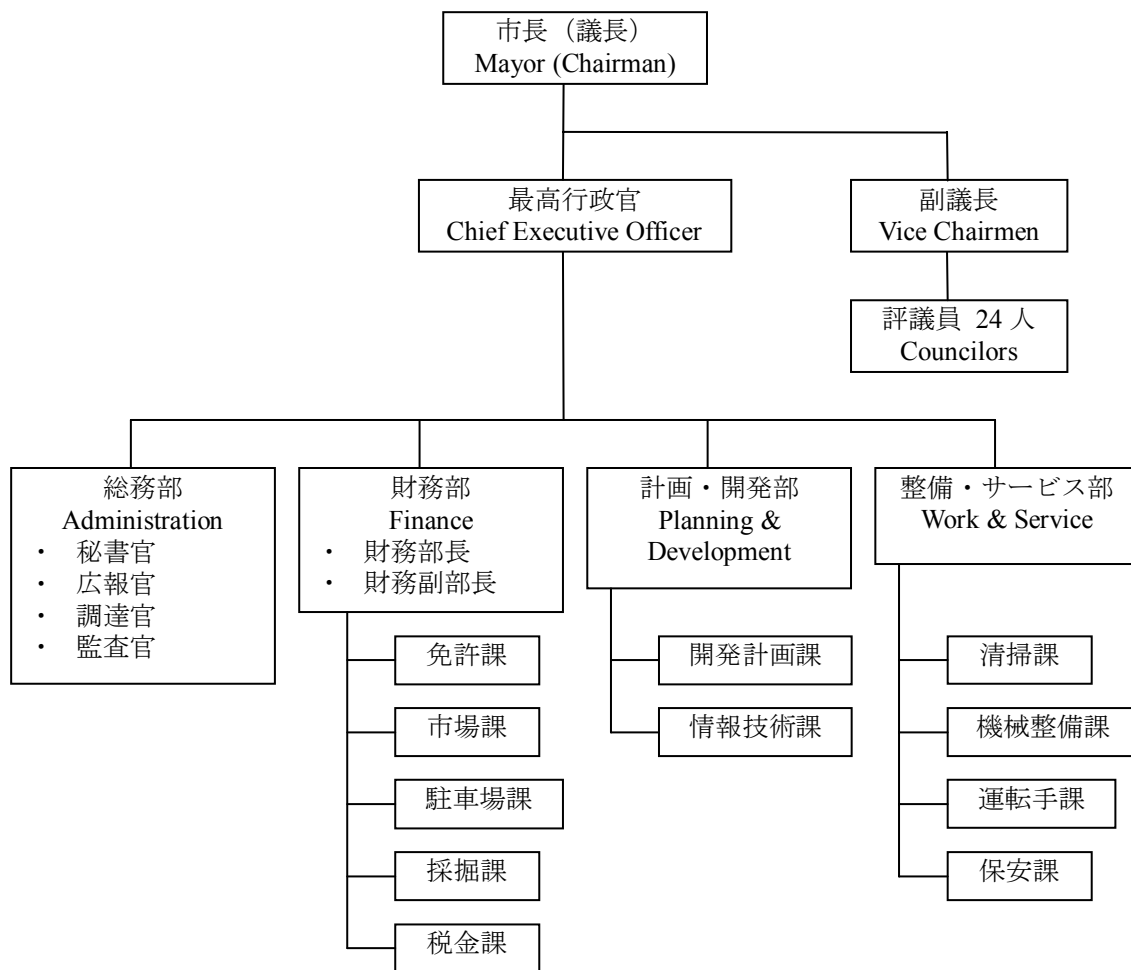 市長（議長）
Mayor (Chairman)
最高行政官
Chief Executive Officer
副議長
Vice Chairmen
評議員 24 人
Councilors
総務部
Administration
・ 秘書官
・ 広報官
・ 調達官
・ 監査官
財務部
Finance
・ 財務部長
・ 財務副部長
免許課
市場課
駐車場課
採掘課
税金課
計画・開発部
Planning &
Development
開発計画課
情報技術課
整備・サービス部
Work & Service
清掃課
機械整備課
運転手課
保安課